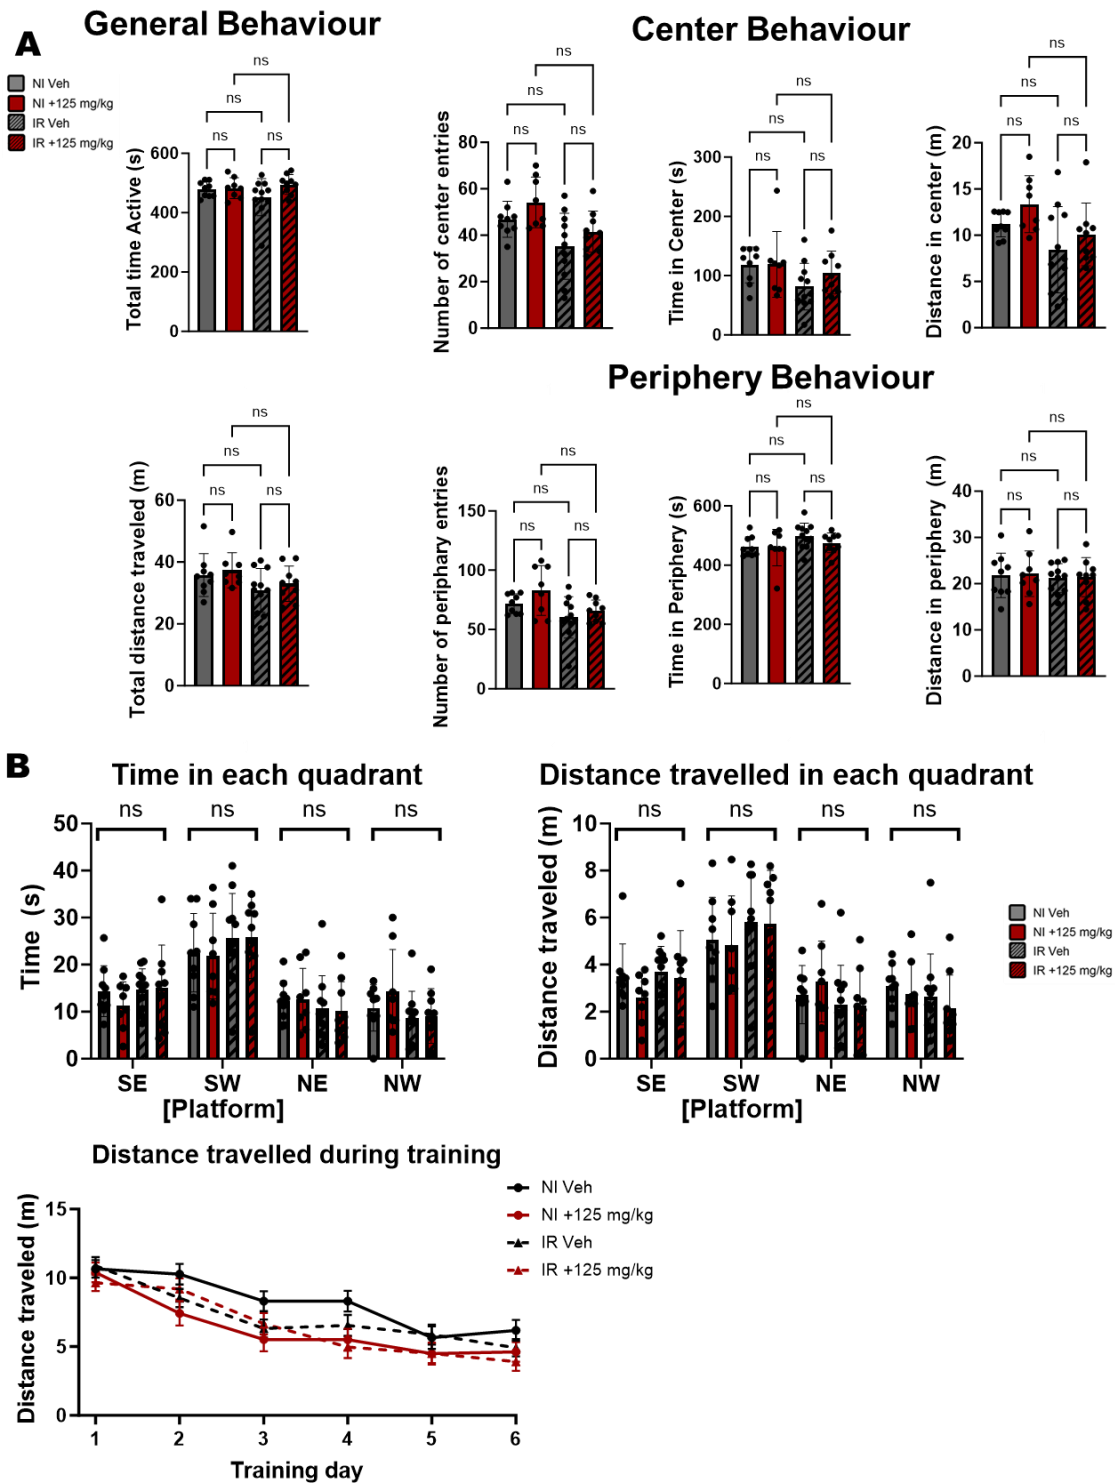 A
General Behaviour
Center Behaviour
NI Veh
NI +125 mg/kg
IR Veh
IR +125 mg/kg
ns
ns
ns
ns
600
400
200
0
Total time Active (s)
ns
ns
ns
ns
80
60
40
20
0
Number of center entries
ns
ns
ns
ns
300
200
100
0
Time in Center (s)
ns
ns
ns
ns
20
15
10
5
0
Distance in center (m)
Periphery Behaviour
ns
ns
ns
ns
60
40
20
0
Total distance traveled (m)
ns
ns
ns
ns
150
100
50
0
Number of periphary entries
ns
ns
ns
ns
600
400
200
0
Time in Periphery (s)
ns
ns
ns
ns
40
30
20
10
0
Distance in periphery (m)
B
Time in each quadrant
ns ns ns ns
50
40
30
20
10
0
Time (s)
SE SW NE NW
[Platform]
Distance travelled in each quadrant
ns ns ns ns
10
8
6
4
2
0
Distance traveled (m)
SE SW NE NW
[Platform]
NI Veh
NI +125 mg/kg
IR Veh
IR +125 mg/kg
Distance travelled during training
15
10
5
0
Distance traveled (m)
1 2 3 4 5 6
Training day
NI Veh
NI +125 mg/kg
IR Veh
IR +125 mg/kg